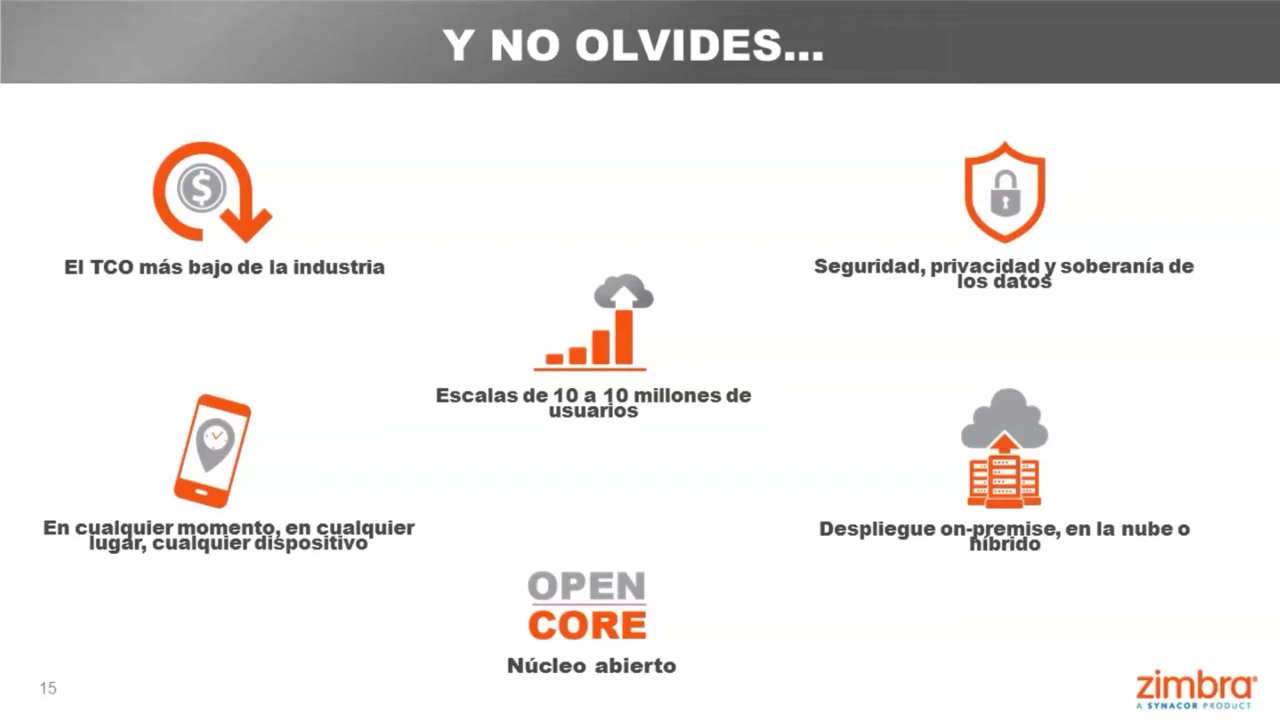 Y NO OLVIDES...
$
El TCO más bajo de la industria
Seguridad, privacidad y soberanía de
los datos
Escalas de 10 a 10 millones de
usuarios
En cualquier momento, en cualquier
lugar, cualquier dispositivo
Despliegue on-premise, en la nube o
híbrido
OPEN
CORE
Núcleo abierto
15
zimbra®
A SYNACOR PRODUCT